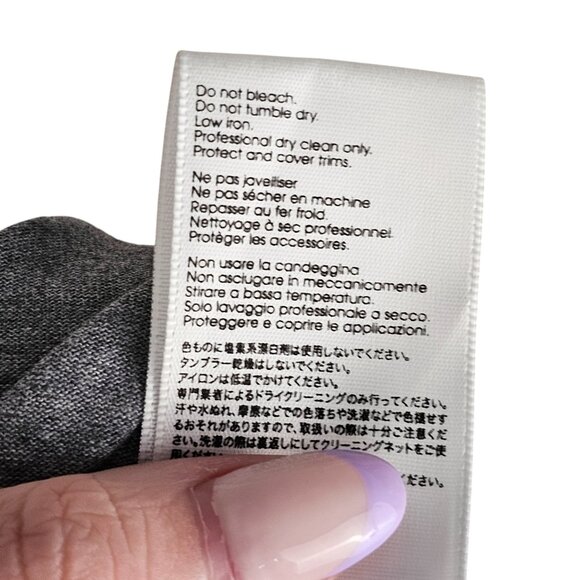 Do not bleach.
Do not tumble dry.
Low iron.
Professional dry clean only.
Protect and cover trims.
Ne pas javelliser
Ne pas sécher en machine
Repasser au fer froid.
Nettoyage à sec professionnel.
Protéger les accessoires.
Non usare la candeggina
Non asciugare in meccanicamente
Stirare a bassa temperatura.
Solo lavaggio professionale a secco.
Proteggere e coprire le applicazioni.
色ものに塩素系漂白剤は使用しないでください。
タンブラー乾燥はしないでください。
アイロンは低温でかけてください。
専門業者によるドライクリーニングのみ行ってください。
汗や水ぬれ、摩擦などでの色落ちや洗濯などで色褪せす
るおそれがありますので、取扱いの際は十分ご注意くだ
さい。洗濯の際は裏返しにしてクリーニングネットをご使
用く
ください。